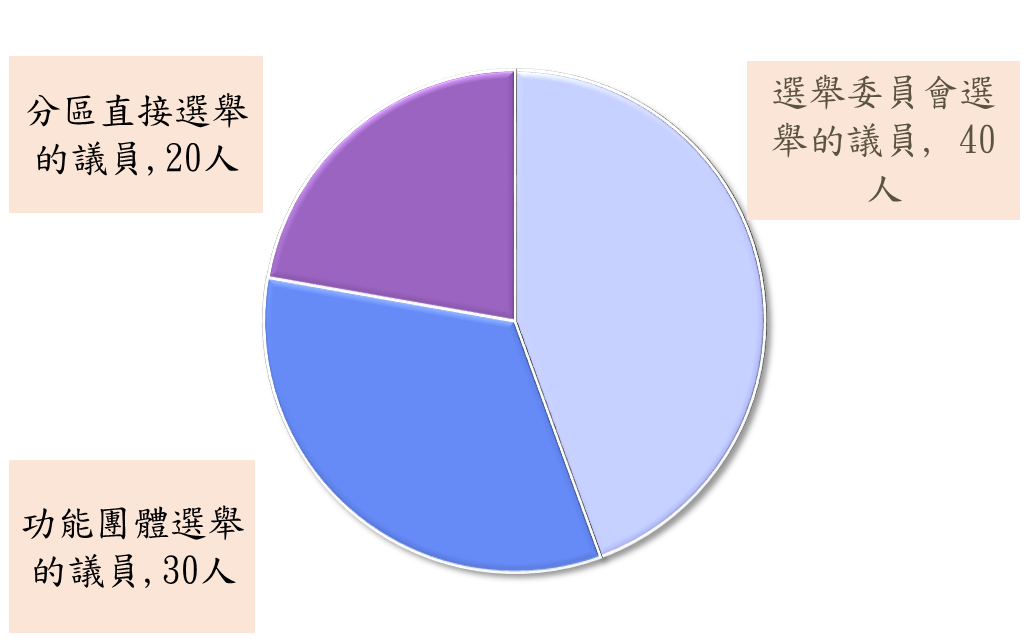 分區直接選舉
的議員,20人
選舉委員會選
舉的議員, 40
人
功能團體選舉
的議員,30人